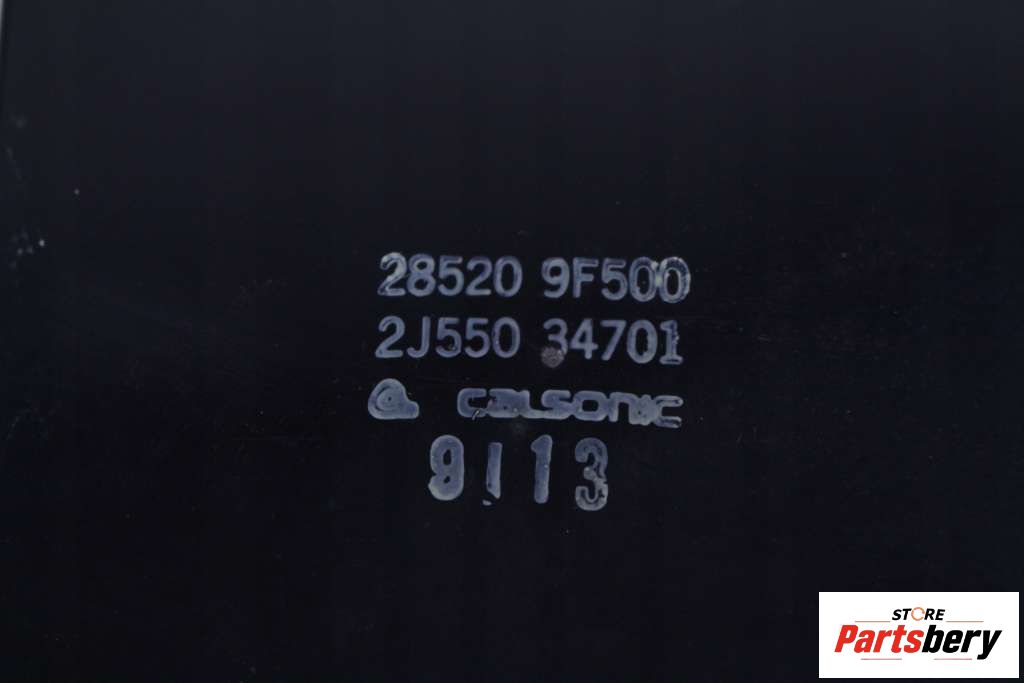 28520 9F500
2J550 34701
CALSONIC
9113
STORE
Partsbery